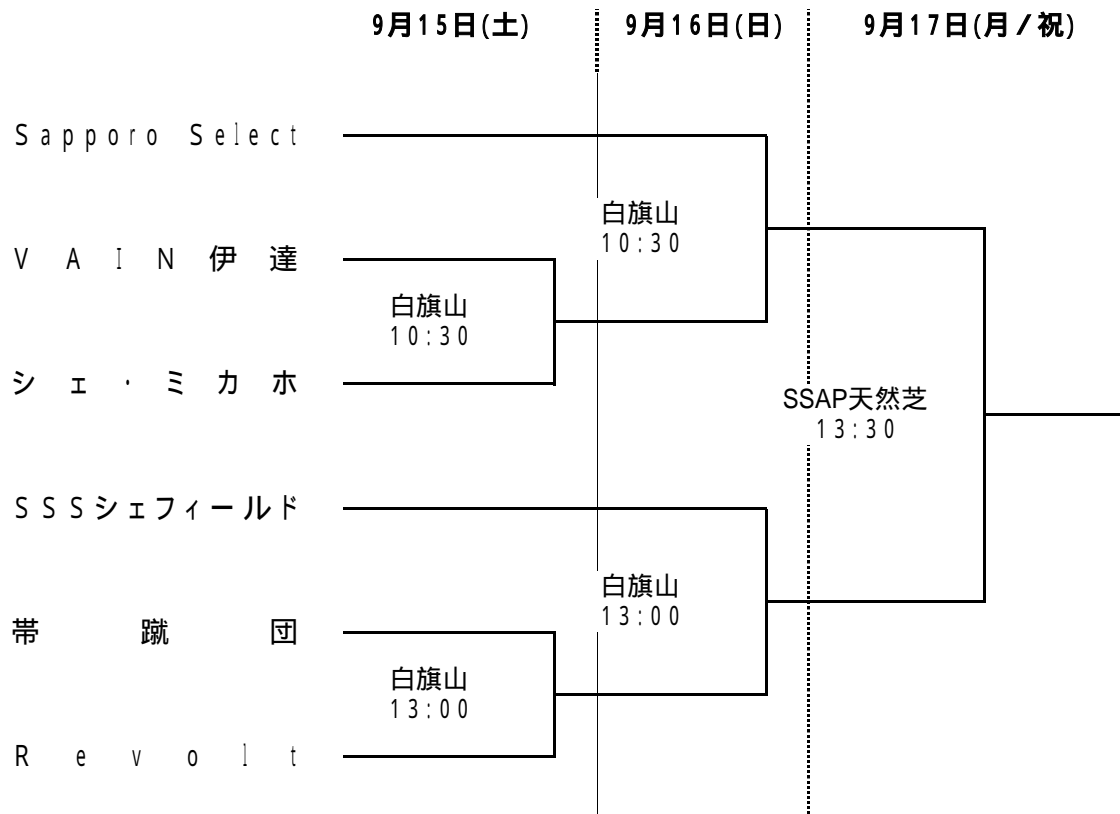 9月15日(土) 9月16日(日) 9月17日(月/祝)
Sapporo Select
白旗山
10:30
VAIN伊達
白旗山
10:30
シェ・ミカホ
SSAP天然芝
13:30
SSSシェフィールド
白旗山
13:00
帯蹴団
白旗山
13:00
Revolt